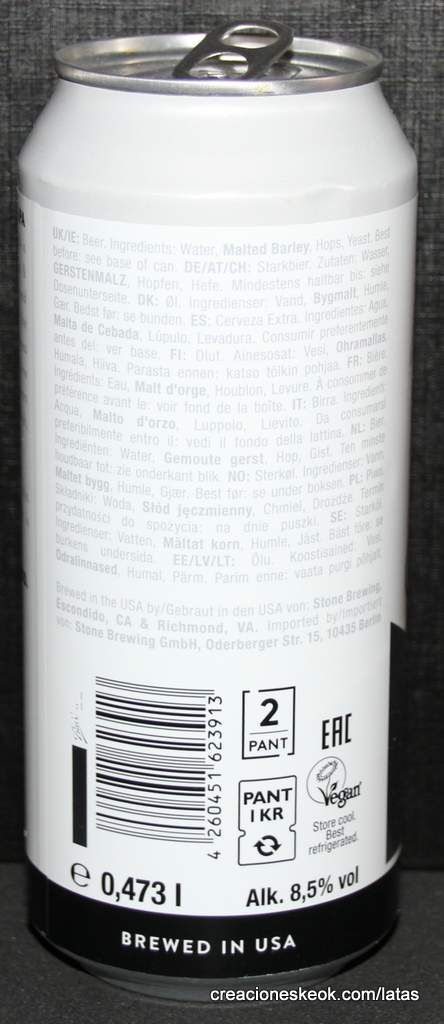 UK/IE: Beer. Ingredients: Water, Malted Barley, Hops, Yeast. Best
before: see base of can. DE/AT/CH: Starkbier. Zutaten: Wasser,
GERSTENMALZ, Hopfen, Hefe. Mindestens haltbar bis: siehe
Dosenunterseite. DK: Øl. Ingredienser: Vand, Bygmalt, Humle,
Gær. Bedst før: se bunden. ES: Cerveza Extra. Ingredientes: Agua,
Malta de Cebada, Lúpulo, Levadura. Consumir preferentemente
antes del: ver base. FI: Olut. Ainesosat: Vesi, Ohramallas,
Humala, Hiiva. Parasta ennen: katso tölkin pohjaa. FR: Bière.
Ingrédients: Eau, Malt d'orge, Houblon, Levure. À consommer de
préférence avant le: voir fond de la boîte. IT: Birra. Ingredienti:
Acqua, Malto d'orzo, Luppolo, Lievito. Da consumarsi
preferibilmente entro il: vedi il fondo della lattina. NL: Bier.
Ingrediënten: Water, Gemoute gerst, Hop, Gist. Ten minste
houdbaar tot: zie onderkant blik. NO: Sterkøl. Ingredienser: Vann,
Maltet bygg, Humle, Gjær. Best før: se under boksen. PL: Piwo.
Składniki: Woda, Słód jęczmienny, Chmiel, Drożdże. Termin
przydatności do spożycia: na dnie puszki. SE: Starköl.
Ingredienser: Vatten, Mältat korn, Humle, Jäst. Bäst före: se
burkens undersida. EE/LV/LT: Õlu. Koostisained: Vesi,
Odralinnased, Humal, Pärm. Parim enne: vaata purgi põhjalt.
Brewed in the USA by/Gebraut in den USA von: Stone Brewing,
Escondido, CA & Richmond, VA. Imported by/Importiert
von: Stone Brewing GmbH, Oderberger Str. 15, 10435 Berlin
4 260451 623913
2
PANT
PANT
1 KR
EAC
Vegan
Store cool.
Best
refrigerated.
℮ 0,473 l
Alk. 8,5% vol
BREWED IN USA
creacioneskeok.com/latas